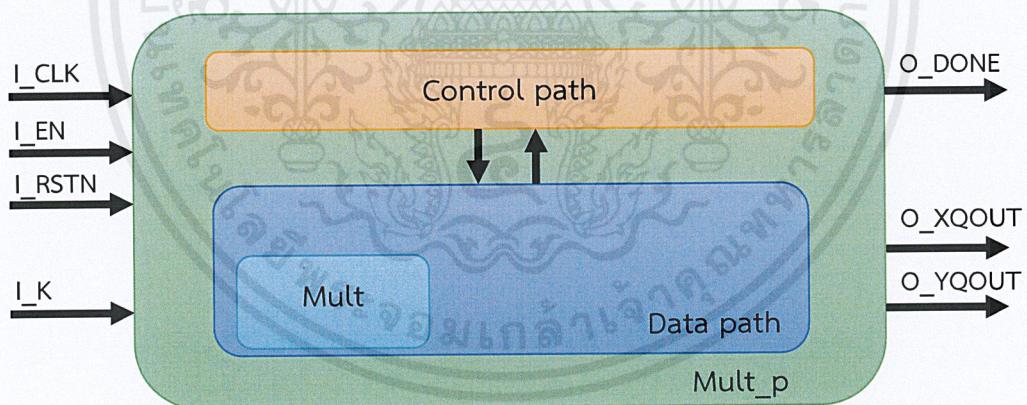 I_CLK
I_EN
I_RSTN
I_K
Control path
Mult
Data path
Mult_p
O_DONE
O_XQOUT
O_YQOUT